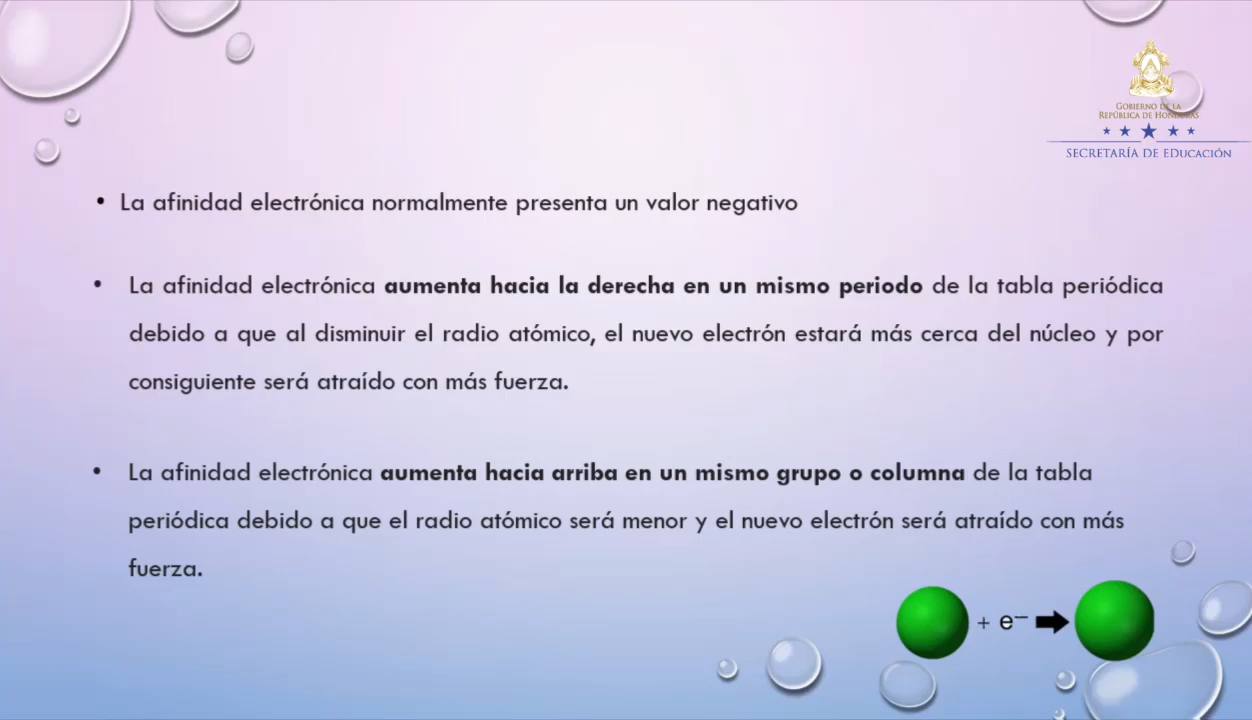 GOBIERNO DE LA
REPÚBLICA DE HONDURAS
SECRETARÍA DE EDUCACIÓN
• La afinidad electrónica normalmente presenta un valor negativo
• La afinidad electrónica aumenta hacia la derecha en un mismo periodo de la tabla periódica
debido a que al disminuir el radio atómico, el nuevo electrón estará más cerca del núcleo y por
consiguiente será atraído con más fuerza.
• La afinidad electrónica aumenta hacia arriba en un mismo grupo o columna de la tabla
periódica debido a que el radio atómico será menor y el nuevo electrón será atraído con más
fuerza.
+ e⁻